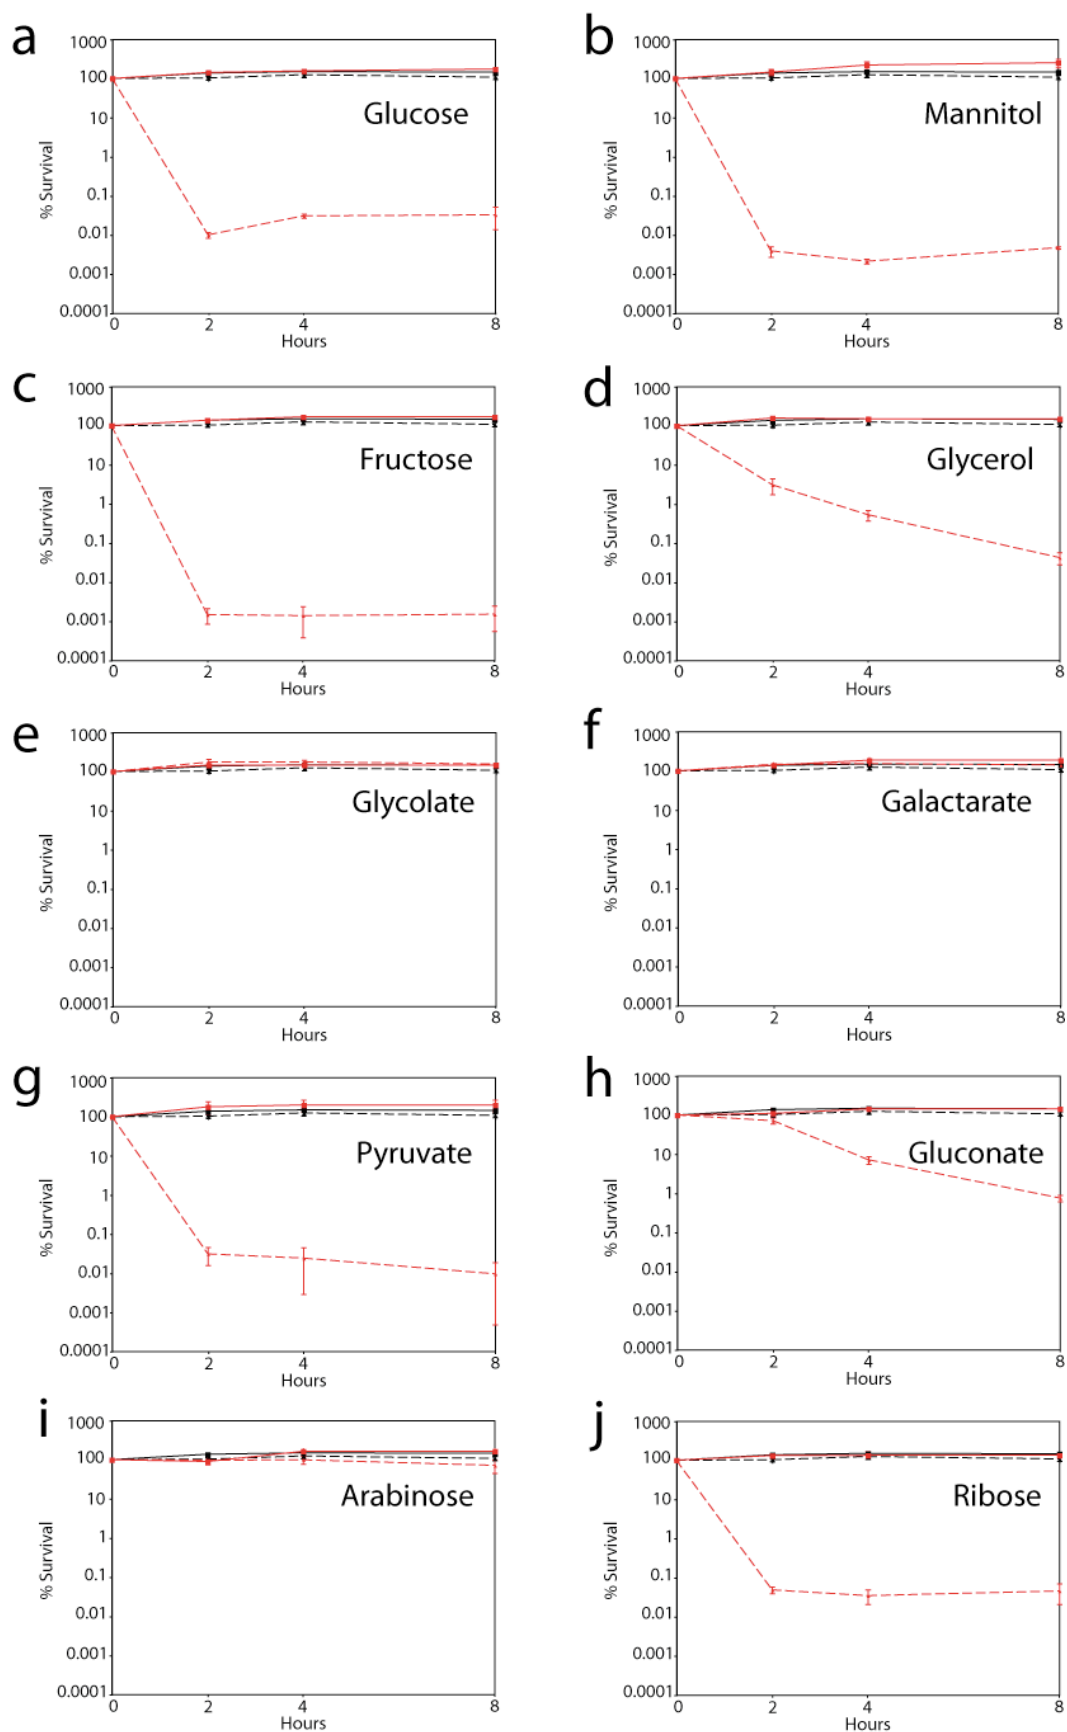 a
1000
100
10
1
0.1
0.01
0.001
0.0001
% Survival
Glucose
0 2 4 8
Hours
b
1000
100
10
1
0.1
0.01
0.001
0.0001
% Survival
Mannitol
0 2 4 8
Hours
c
1000
100
10
1
0.1
0.01
0.001
0.0001
% Survival
Fructose
0 2 4 8
Hours
d
1000
100
10
1
0.1
0.01
0.001
0.0001
% Survival
Glycerol
0 2 4 8
Hours
e
1000
100
10
1
0.1
0.01
0.001
0.0001
% Survival
Glycolate
0 2 4 8
Hours
f
1000
100
10
1
0.1
0.01
0.001
0.0001
% Survival
Galactarate
0 2 4 8
Hours
g
1000
100
10
1
0.1
0.01
0.001
0.0001
% Survival
Pyruvate
0 2 4 8
Hours
h
1000
100
10
1
0.1
0.01
0.001
0.0001
% Survival
Gluconate
0 2 4 8
Hours
i
1000
100
10
1
0.1
0.01
0.001
0.0001
% Survival
Arabinose
0 2 4 8
Hours
j
1000
100
10
1
0.1
0.01
0.001
0.0001
% Survival
Ribose
0 2 4 8
Hours